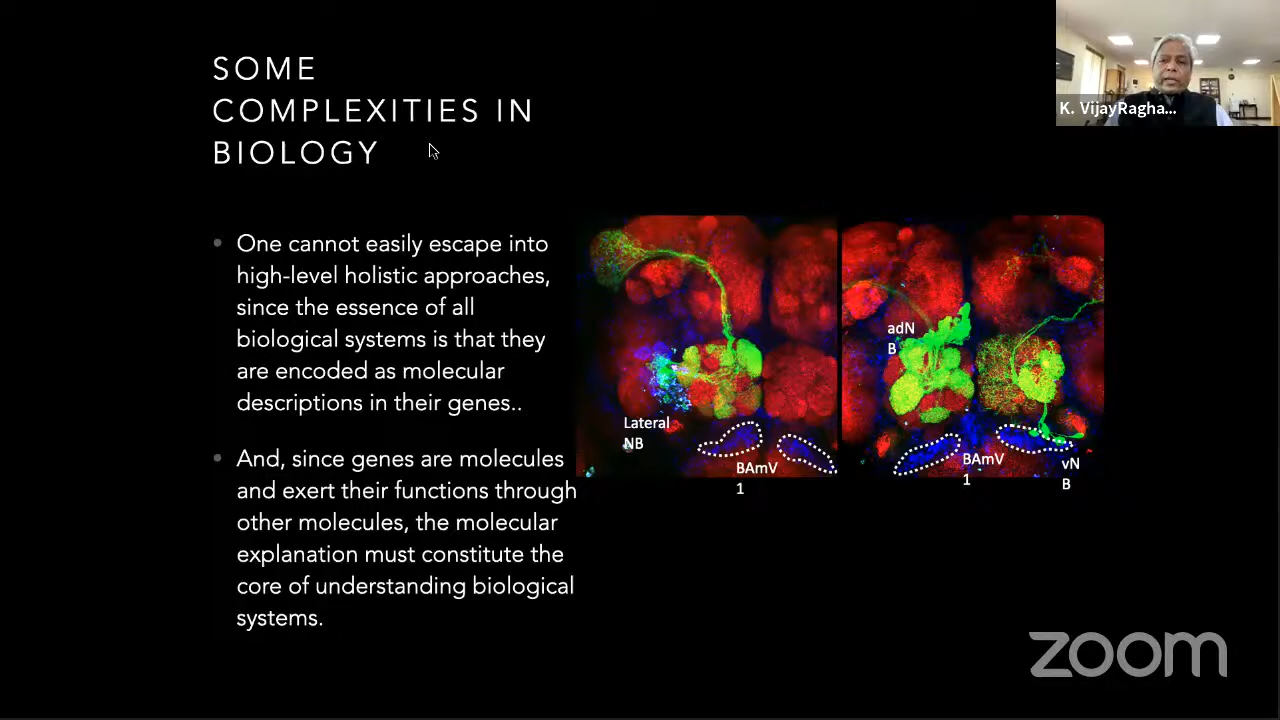 SOME
COMPLEXITIES IN
BIOLOGY
K. VijayRagha...
One cannot easily escape into
high-level holistic approaches,
since the essence of all
biological systems is that they
are encoded as molecular
descriptions in their genes..
And, since genes are molecules
and exert their functions through
other molecules, the molecular
explanation must constitute the
core of understanding biological
systems.
Lateral
NB
BAmV
1
adN
B
BAmV
1
vN
B
zoom